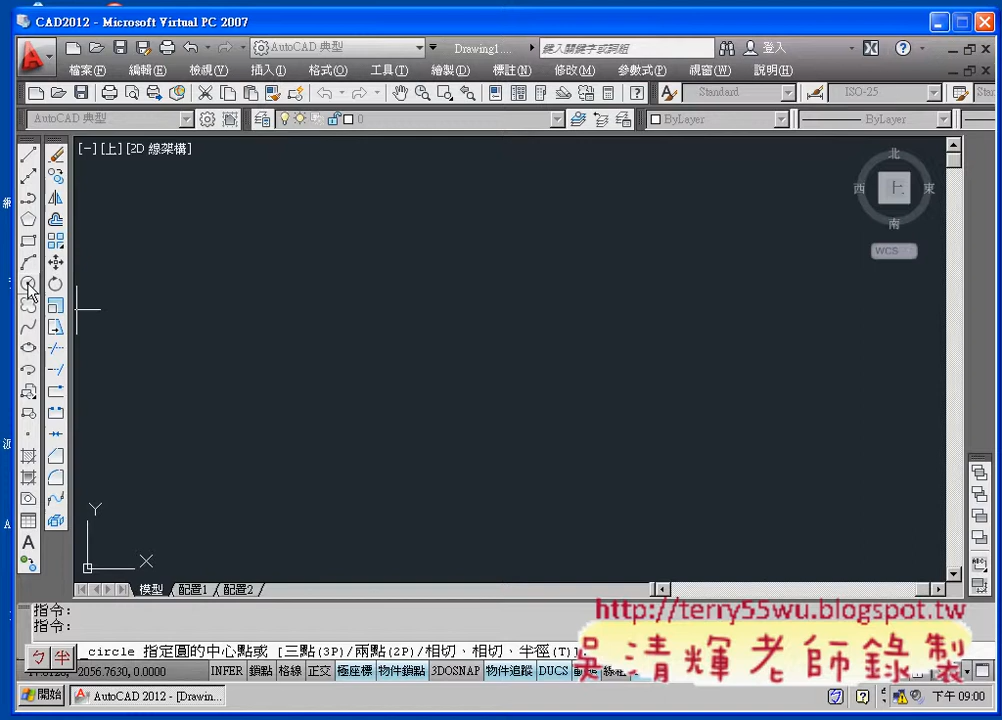 CAD2012 - Microsoft Virtual PC 2007
AutoCAD 典型
Drawing1....
鍵入關鍵字或詞組
登入
檔案(F) 編輯(E) 檢視(V) 插入(I) 格式(O) 工具(T) 繪製(D) 標註(N) 修改(M) 參數式(P) 視窗(W) 說明(H)
Standard
ISO-25
AutoCAD 典型
0
ByLayer
ByLayer
[−][上][2D 線架構]
北
西
上
東
南
WCS
Y
X
A
模型 配置1 配置2
指令:
指令:
_circle 指定圓的中心點或 [三點(3P)/兩點(2P)/相切、相切、半徑(T)]:
http://terry55wu.blogspot.tw
吳清輝老師錄製
ㄅ 半
2056.7630, 0.0000
INFER 鎖點 格線 正交 極座標 物件鎖點 3DOSNAP 物件追蹤 DUCS
開始
AutoCAD 2012 - [Drawin...
下午 09:00